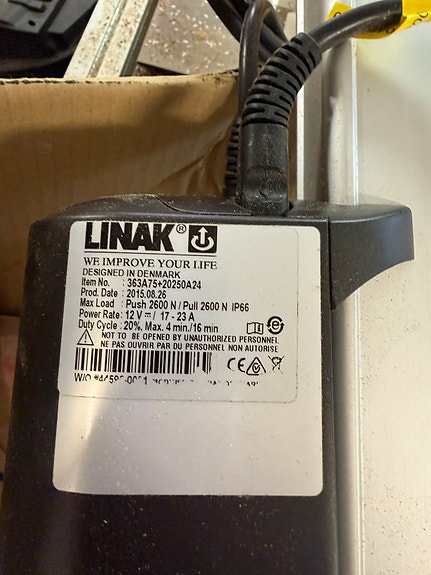 LINAK®
WE IMPROVE YOUR LIFE
DESIGNED IN DENMARK
Item No. : 363A75+20250A24
Prod. Date : 2015.08.26
Max Load : Push 2600 N / Pull 2600 N IP66
Power Rate: 12 V ⎓ / 17 - 23 A
Duty Cycle : 20%, Max. 4 min./16 min
NOT TO BE OPENED BY UNAUTHORIZED PERSONNEL
NE PAS OUVRIR PAR DU PERSONNEL NON AUTORISE
CE
W/O